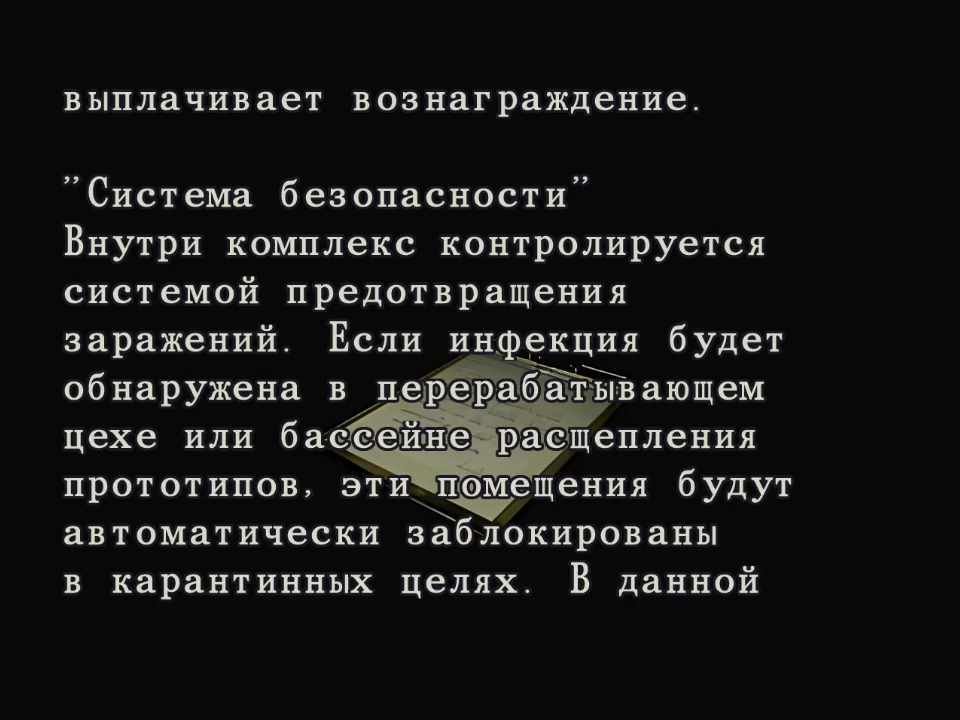 выплачивает вознаграждение.
"Система безопасности"
Внутри комплекс контролируется
системой предотвращения
заражений. Если инфекция будет
обнаружена в перерабатывающем
цехе или бассейне расщепления
прототипов, эти помещения будут
автоматически заблокированы
в карантинных целях. В данной